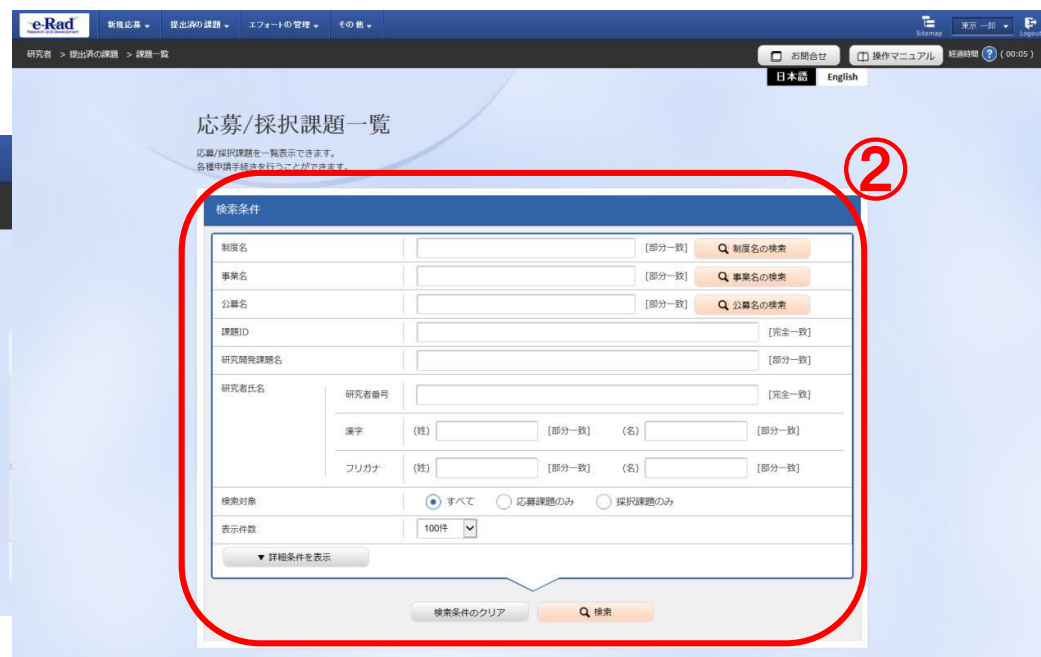 e-Rad 新規応募 提出済の課題 エフォートの管理 その他 Sitemap 東京 一郎 Logout
研究者 > 提出済の課題 > 課題一覧 お問合せ 操作マニュアル 経過時間 ? ( 00:05 )
日本語 English
応募/採択課題一覧
応募/採択課題を一覧表示できます。
各種申請手続きを行うことができます。
②
検索条件
制度名 [部分一致] 制度名の検索
事業名 [部分一致] 事業名の検索
公募名 [部分一致] 公募名の検索
課題ID [完全一致]
研究開発課題名 [部分一致]
研究者氏名 研究者番号 [完全一致]
漢字 (姓) [部分一致] (名) [部分一致]
フリガナ (姓) [部分一致] (名) [部分一致]
検索対象 すべて 応募課題のみ 採択課題のみ
表示件数 100件
▼ 詳細条件を表示
検索条件のクリア 検索